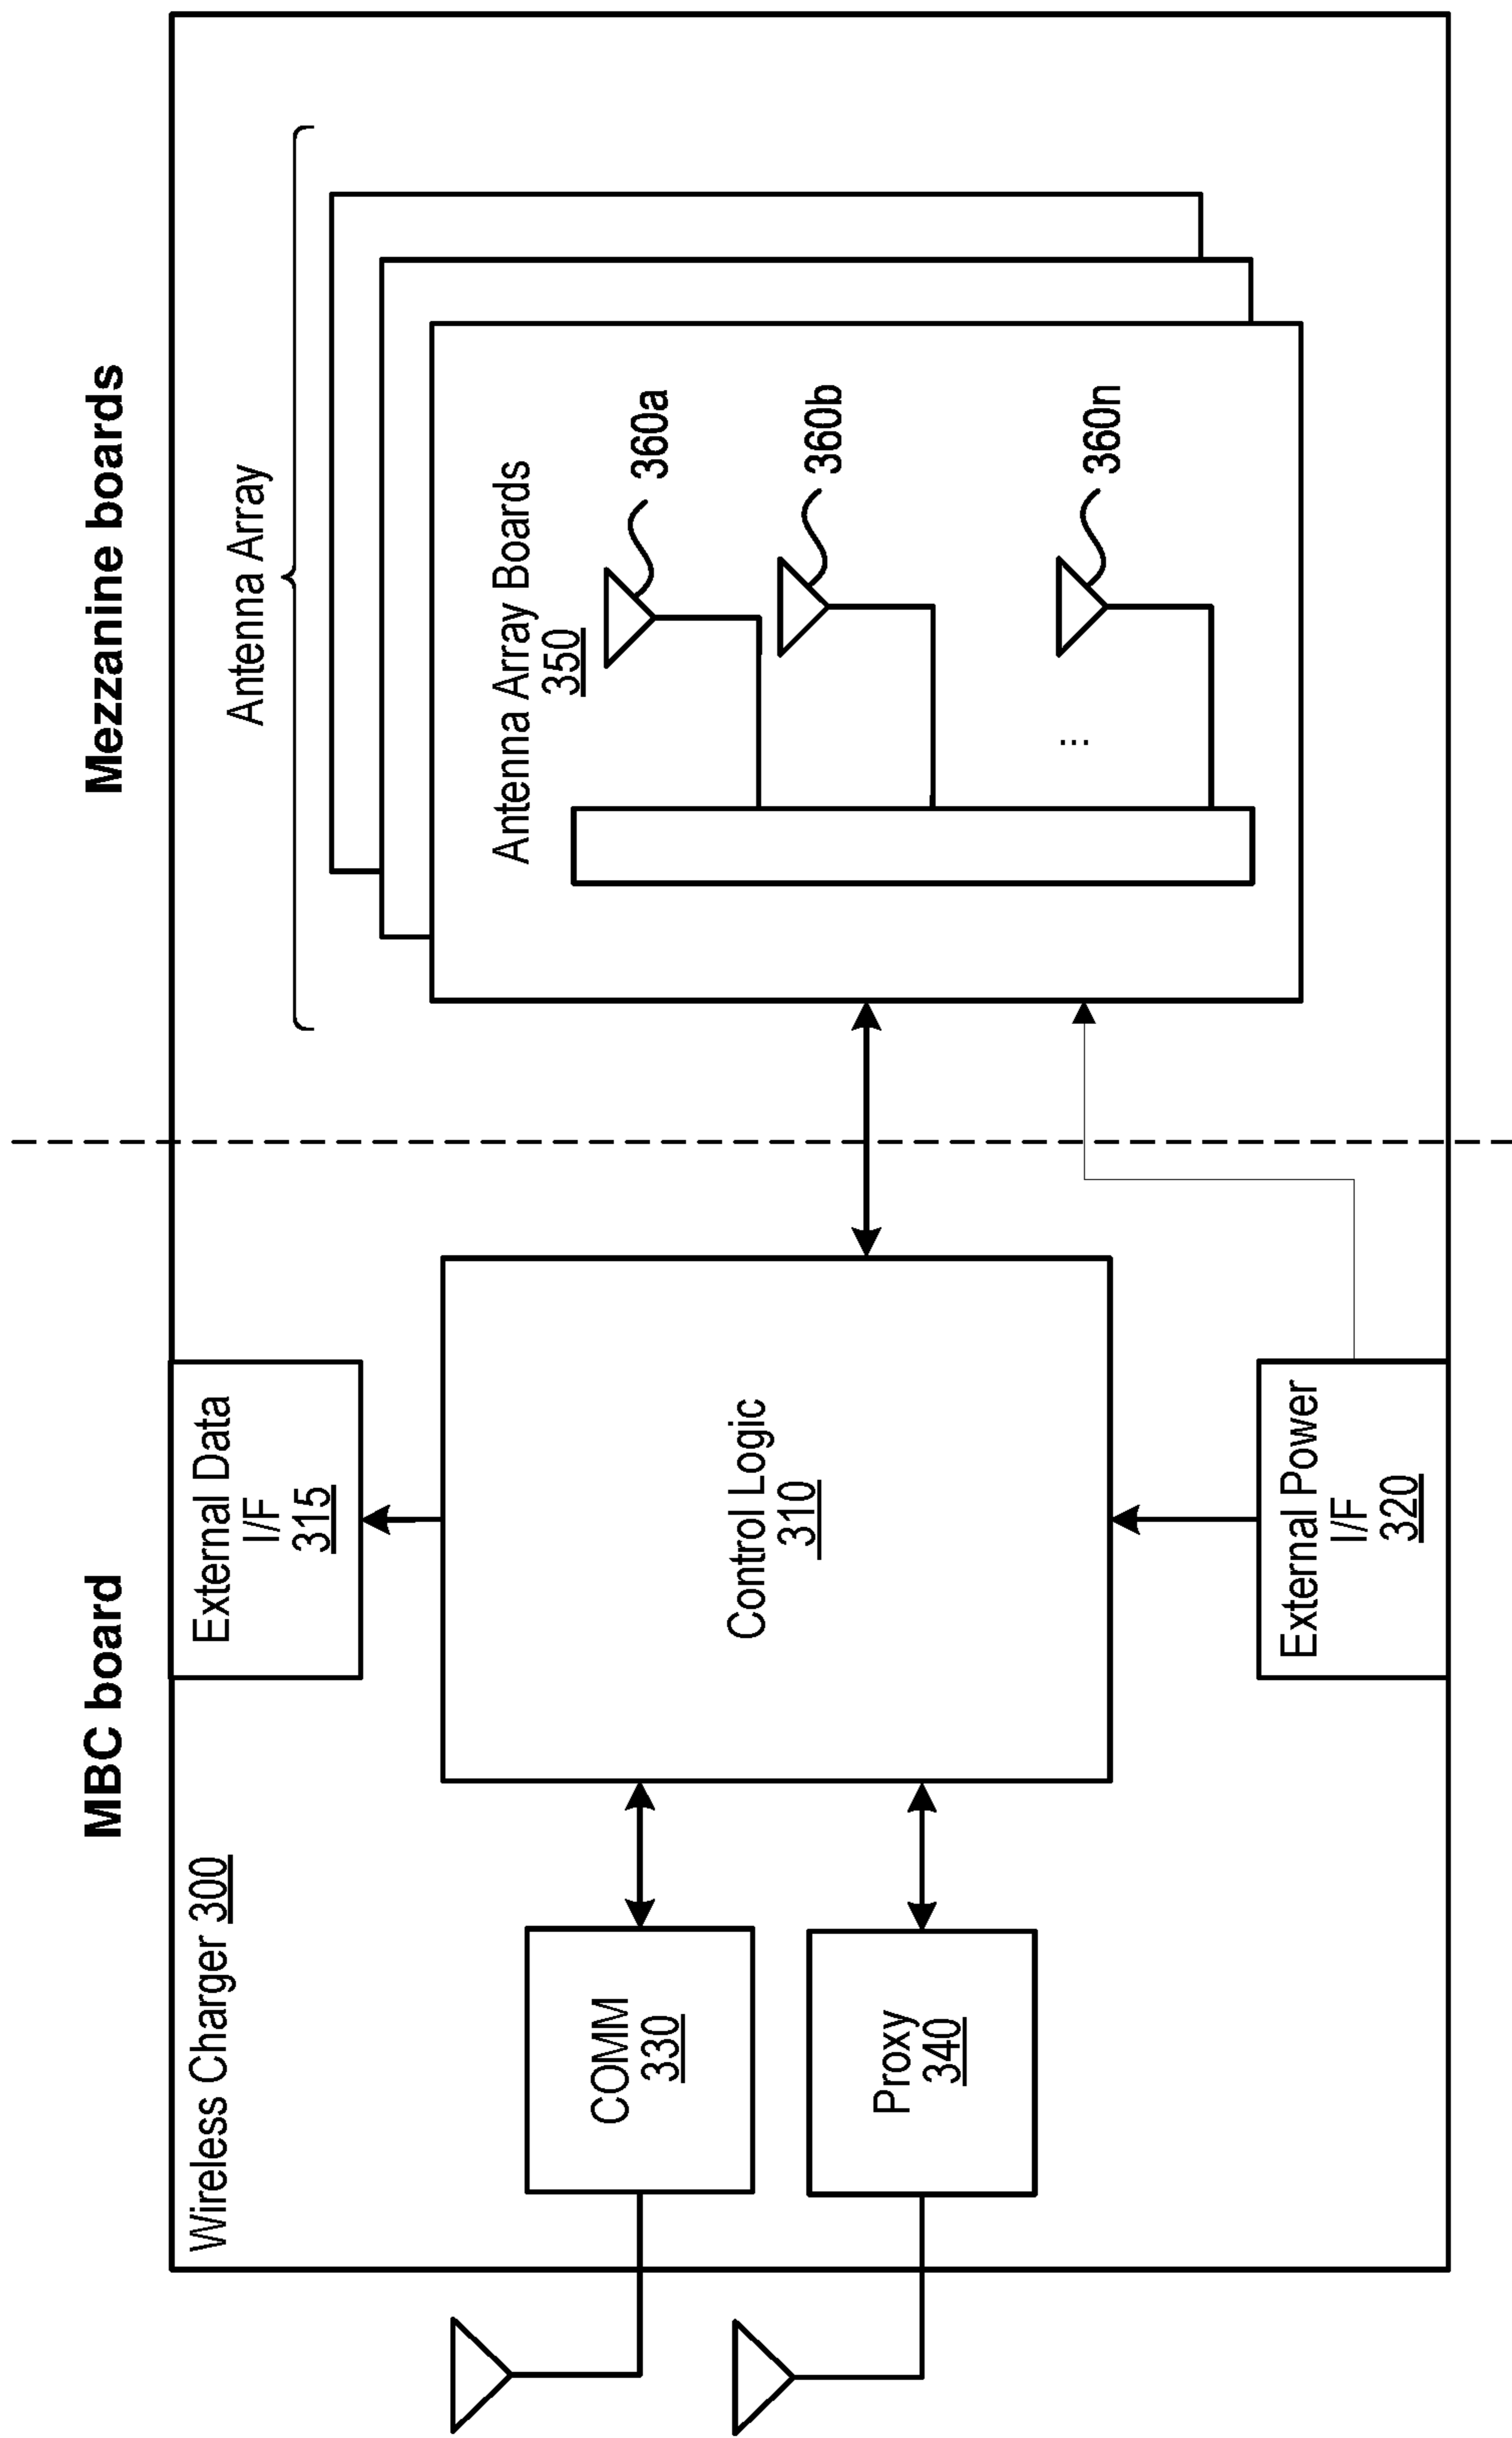 MBC board
Mezzanine boards
Wireless Charger 300
External Data
I/F
315
Antenna Array
COMM
330
Proxy
340
Control Logic
310
External Power
I/F
320
Antenna Array Boards
350
360a
360b
...
360n